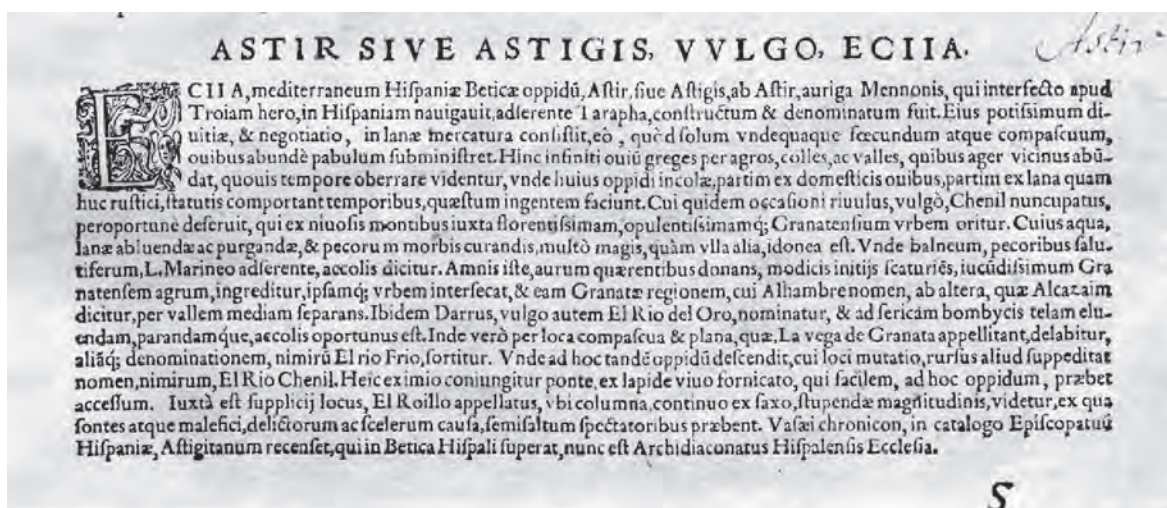 ASTIR SIVE ASTIGIS, VVLGO, ECIIA.
Astir
ECIIA, mediterraneum Hiſpaniæ Beticæ oppidũ, Aſtir, ſiue Aſtigis, ab Aſtir, auriga Mennonis, qui interfecto apud
Troiam hero, in Hiſpaniam nauigauit, adſerente Tarapha, conſtructum & denominatum fuit. Eius potiſsimum di-
uitiæ, & negotiatio, in lanæ mercatura conſiſtit, eò, quòd ſolum vndequaque fœcundum atque compaſcuum,
ouibus abundè pabulum ſubminiſtret. Hinc infiniti ouiũ greges per agros, colles, ac valles, quibus ager vicinus abũ-
dat, quouis tempore oberrare videntur, vnde huius oppidi incolæ, partim ex domeſticis ouibus, partim ex lana quam
huc ruſtici, ſtatutis comportant temporibus, quæſtum ingentem faciunt. Cui quidem occaſioni riuulus, vulgò, Chenil nuncupatus,
peroportunè deſeruit, qui ex niuoſis montibus iuxta florentiſsimam, opulentiſsimamq; Granatenſium vrbem oritur. Cuius aqua,
lanæ abluendæ ac purgandæ, & pecorum morbis curandis, multò magis, quàm vlla alia, idonea eſt. Vnde balneum, pecoribus ſalu-
tiferum, L. Marineo adſerente, accolis dicitur. Amnis iſte, aurum quærentibus donans, modicis initijs ſcaturiẽs, iucũdiſsimum Gra
natenſem agrum, ingreditur, ipſamq; vrbem interſecat, & eam Granatæ regionem, cui Alhambre nomen, ab altera, quæ Alcazaim
dicitur, per vallem mediam ſeparans. Ibidem Darrus, vulgo autem El Rio del Oro, nominatur, & ad ſericam bombycis telam elu-
endam, parandamque, accolis oportunus eſt. Inde verò per loca compaſcua & plana, quæ, La vega de Granata appellitant, delabitur,
aliãq; denominationem, nimirũ El rio Frio, ſortitur. Vnde ad hoc tandẽ oppidũ deſcendit, cui loci mutatio, rurſus aliud ſuppeditat
nomen, nimirum, El Rio Chenil. Heic eximio coniungitur ponte, ex lapide viuo fornicato, qui facilem, ad hoc oppidum, præbet
acceſſum. Iuxtà eſt ſupplicij locus, El Roillo appellatus, vbi columna, continuo ex ſaxo, ſtupendæ magnitudinis, videtur, ex qua
ſontes atque malefici, delictorum ac ſcelerum cauſa, ſemiſaltum ſpectatoribus præbent. Vaſæi chronicon, in catalogo Epiſcopatuũ
Hiſpaniæ, Aſtigitanum recenſet, qui in Betica Hiſpali ſuperat, nunc eſt Archidiaconatus Hiſpalenſis Eccleſia.
S